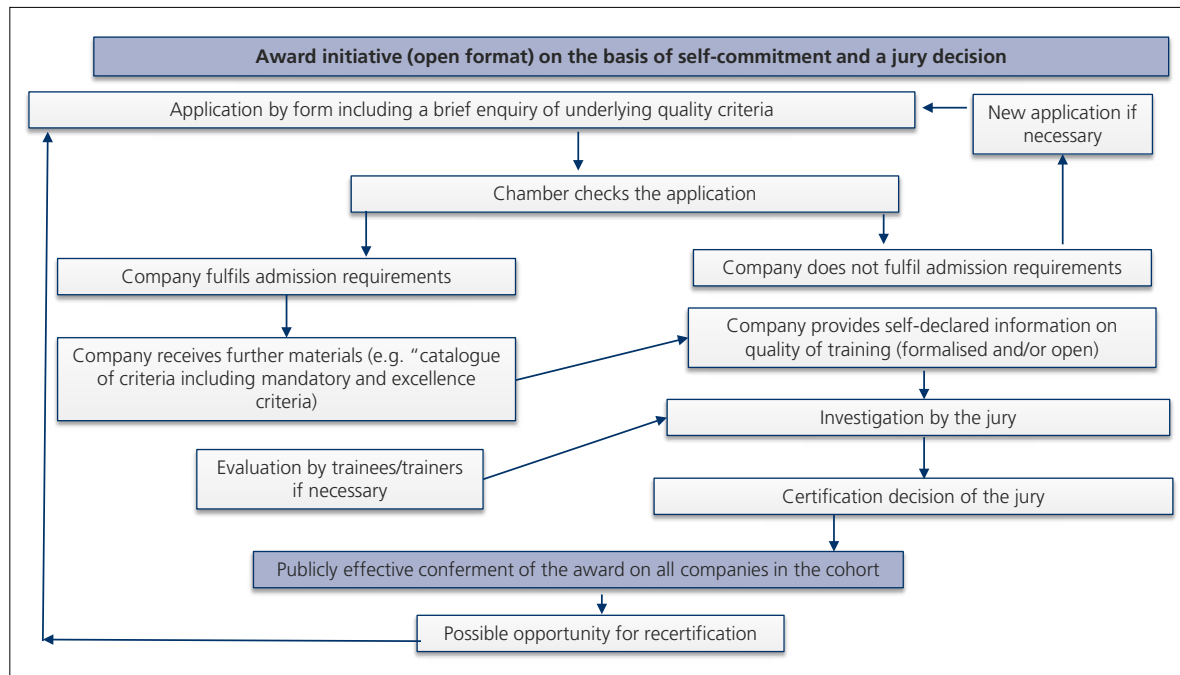 Award initiative (open format) on the basis of self-commitment and a jury decision
Application by form including a brief enquiry of underlying quality criteria
New application if
necessary
Chamber checks the application
Company fulfils admission requirements
Company does not fulfil admission requirements
Company receives further materials (e.g. “catalogue
of criteria including mandatory and excellence
criteria)
Company provides self-declared information on
quality of training (formalised and/or open)
Investigation by the jury
Evaluation by trainees/trainers
if necessary
Certification decision of the jury
Publicly effective conferment of the award on all companies in the cohort
Possible opportunity for recertification